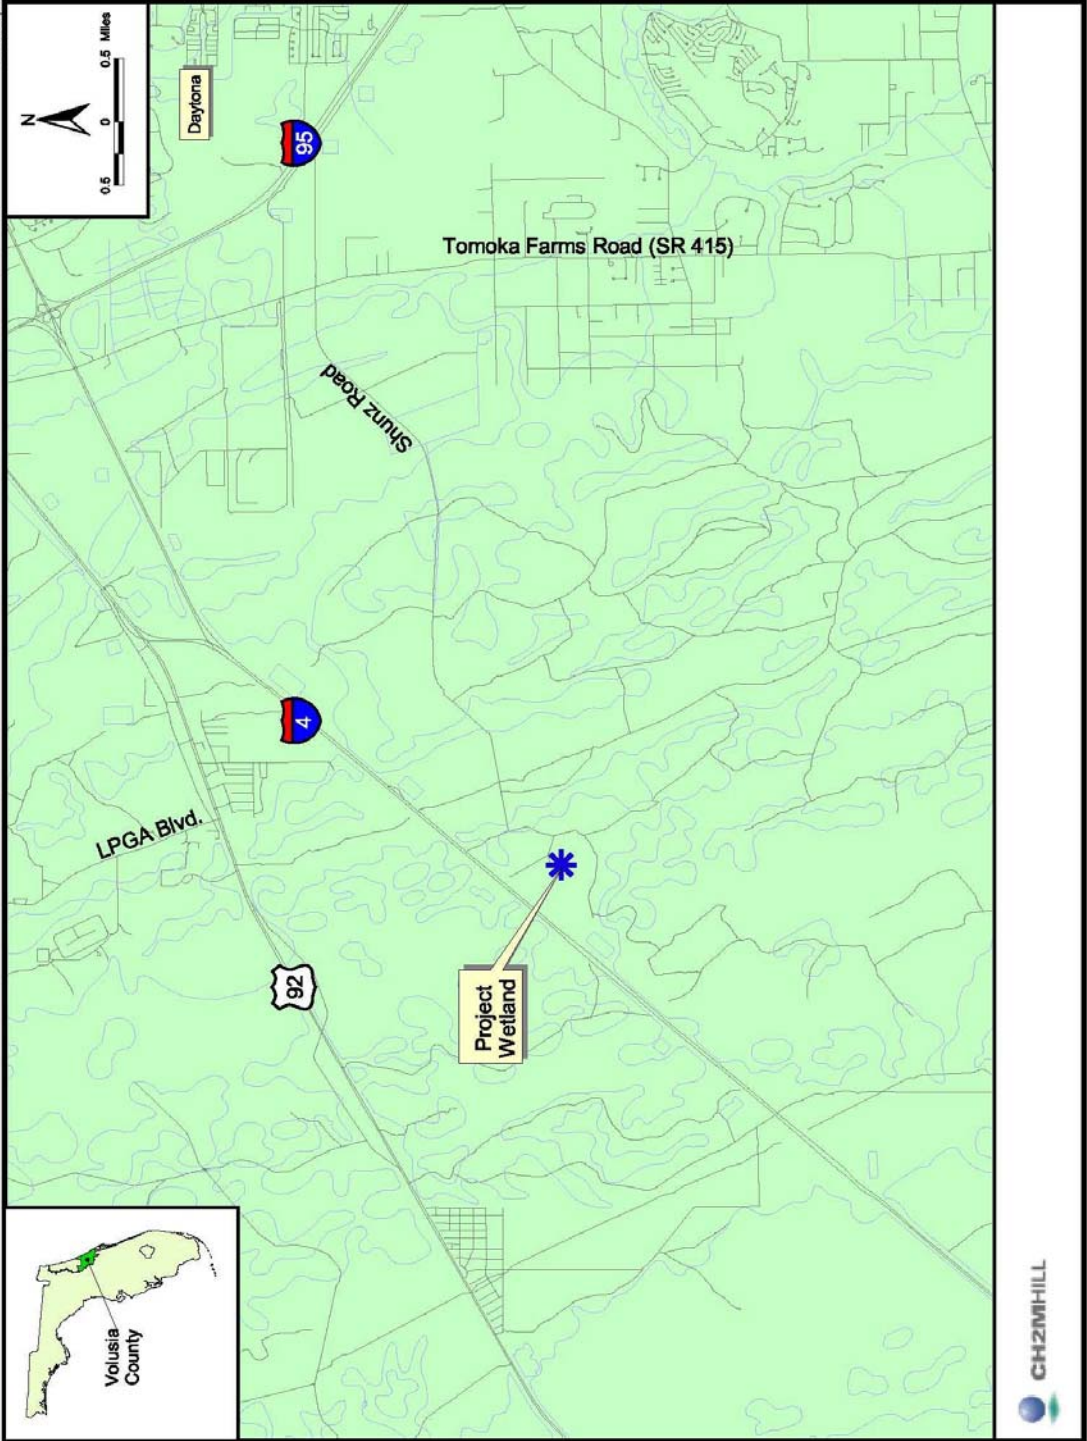 Volusia
County
LPGA Blvd.
92
4
95
Daytona
N
0.5 0 0.5 Miles
Shunz Road
Tomoka Farms Road (SR 415)
Project
Wetland
CH2MHILL